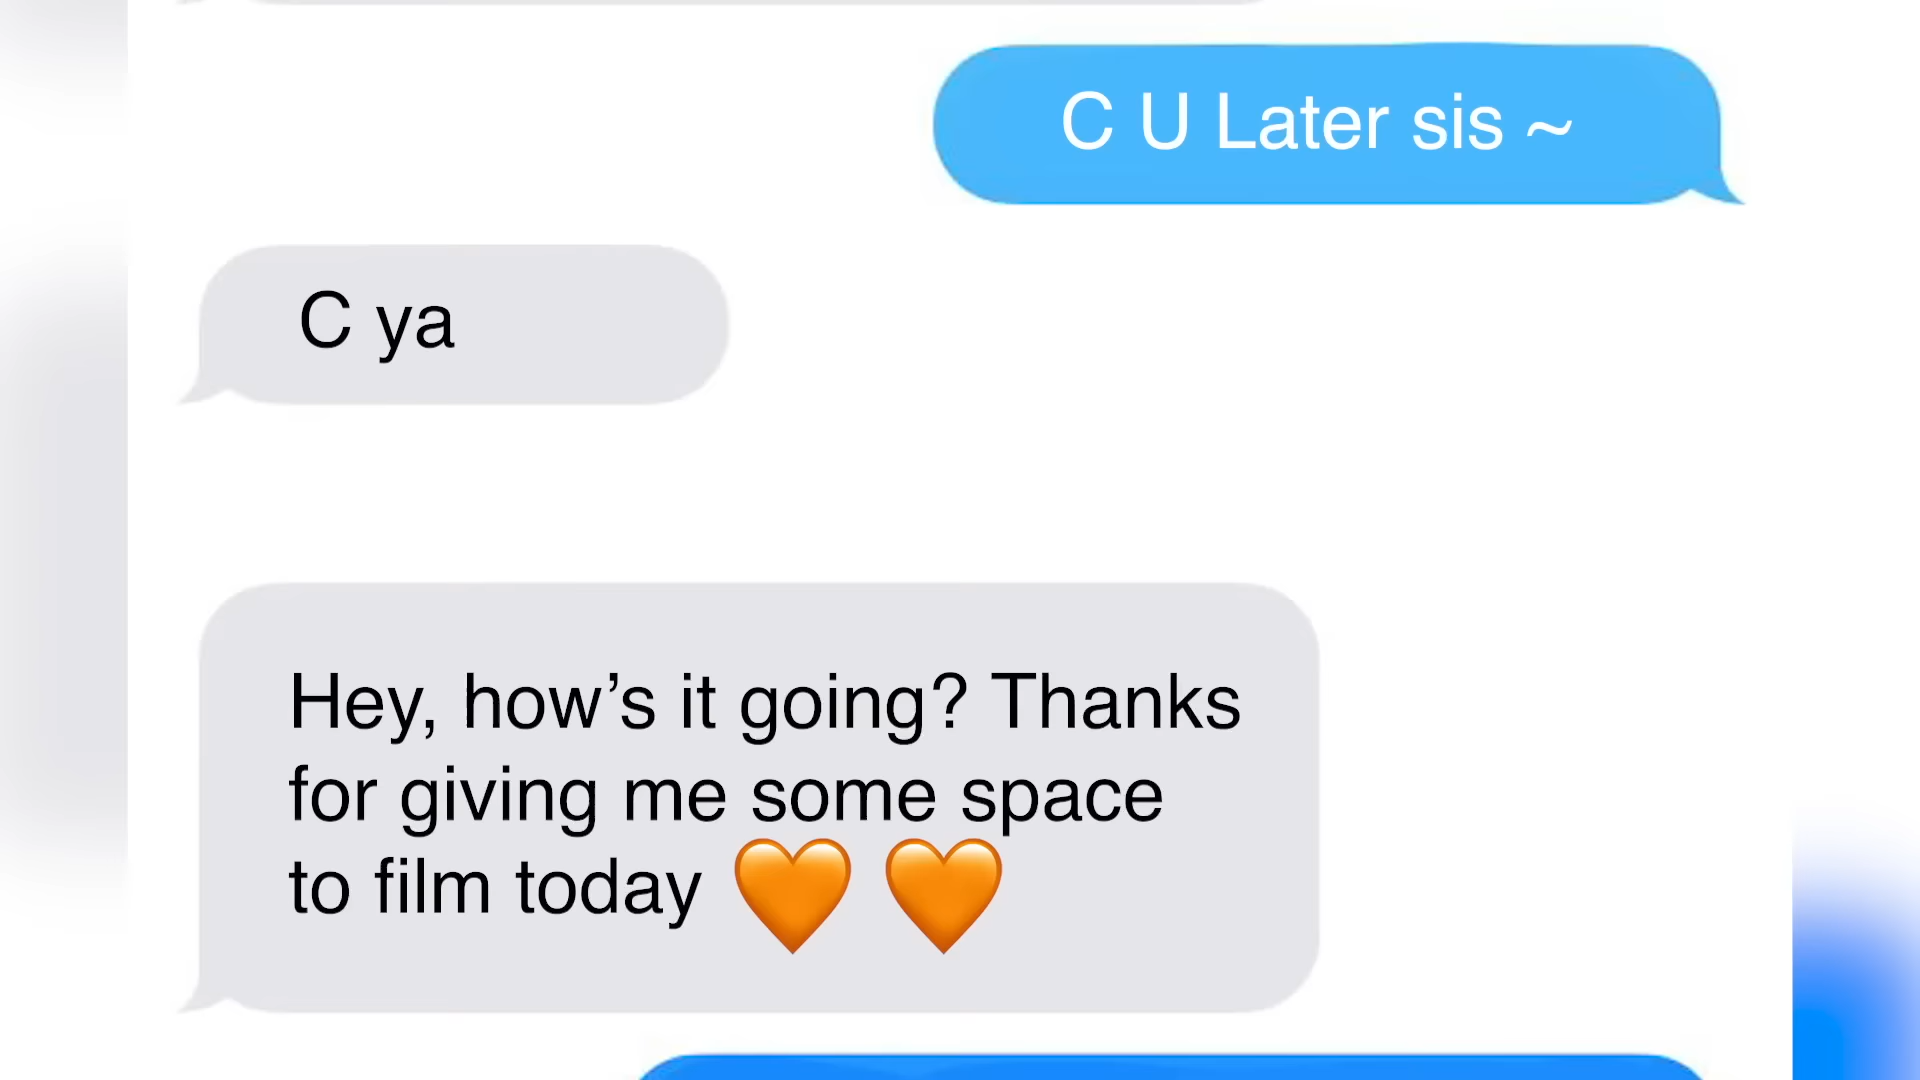 C U Later sis ~
C ya
Hey, how’s it going? Thanks
for giving me some space
to film today 🧡 🧡